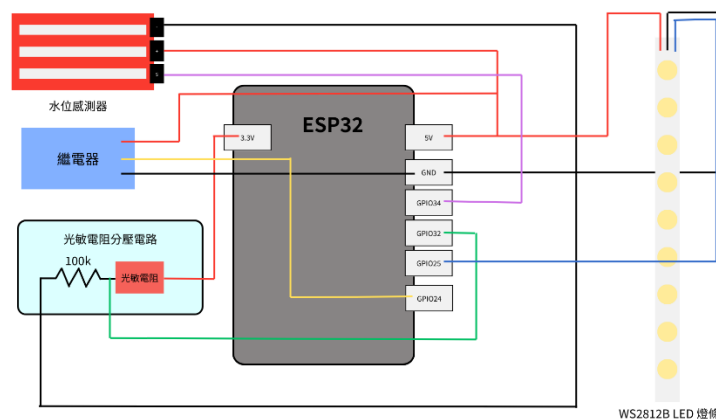 水位感測器
ESP32
3.3V
5V
繼電器
GND
GPIO34
光敏電阻分壓電路
GPIO32
100k
光敏電阻
GPIO25
GPIO24
WS2812B LED 燈條